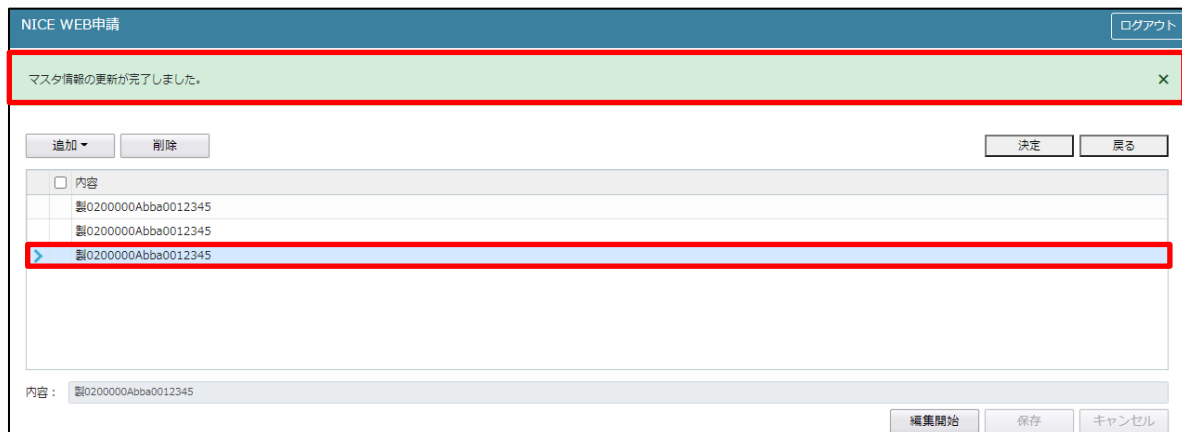 NICE WEB申請
ログアウト
マスタ情報の更新が完了しました。
追加 削除 決定 戻る
内容
製0200000Abba0012345
製0200000Abba0012345
製0200000Abba0012345
内容： 製0200000Abba0012345
編集開始 保存 キャンセル